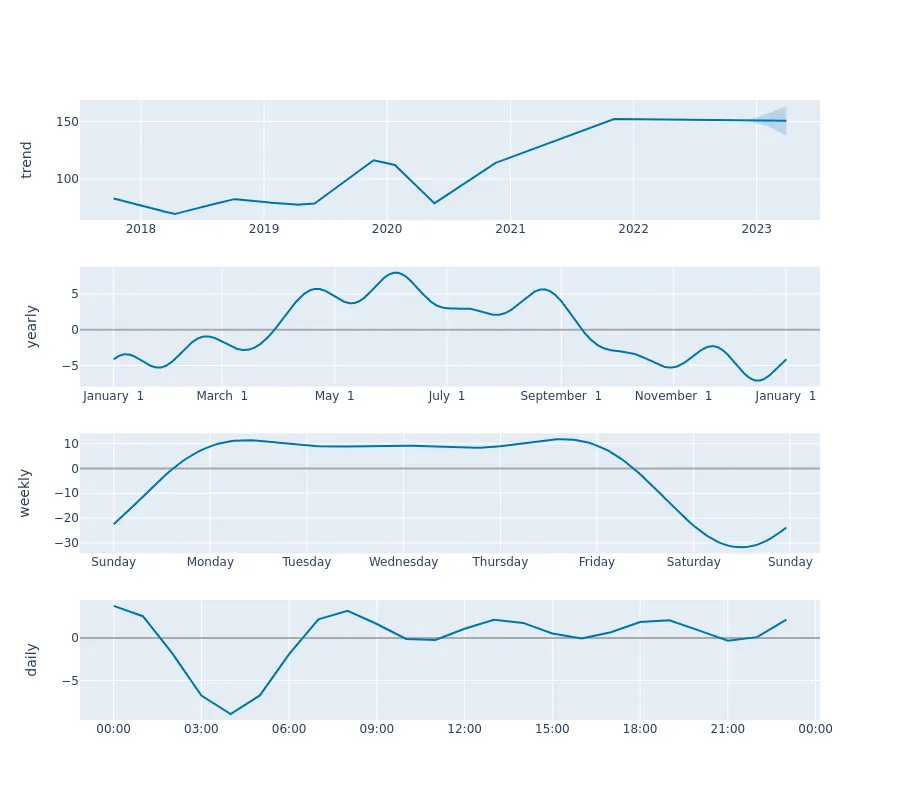 trend
150
100
2018 2019 2020 2021 2022 2023
yearly
5
0
−5
January 1 March 1 May 1 July 1 September 1 November 1 January 1
weekly
10
0
−10
−20
−30
Sunday Monday Tuesday Wednesday Thursday Friday Saturday Sunday
daily
0
−5
00:00 03:00 06:00 09:00 12:00 15:00 18:00 21:00 00:00